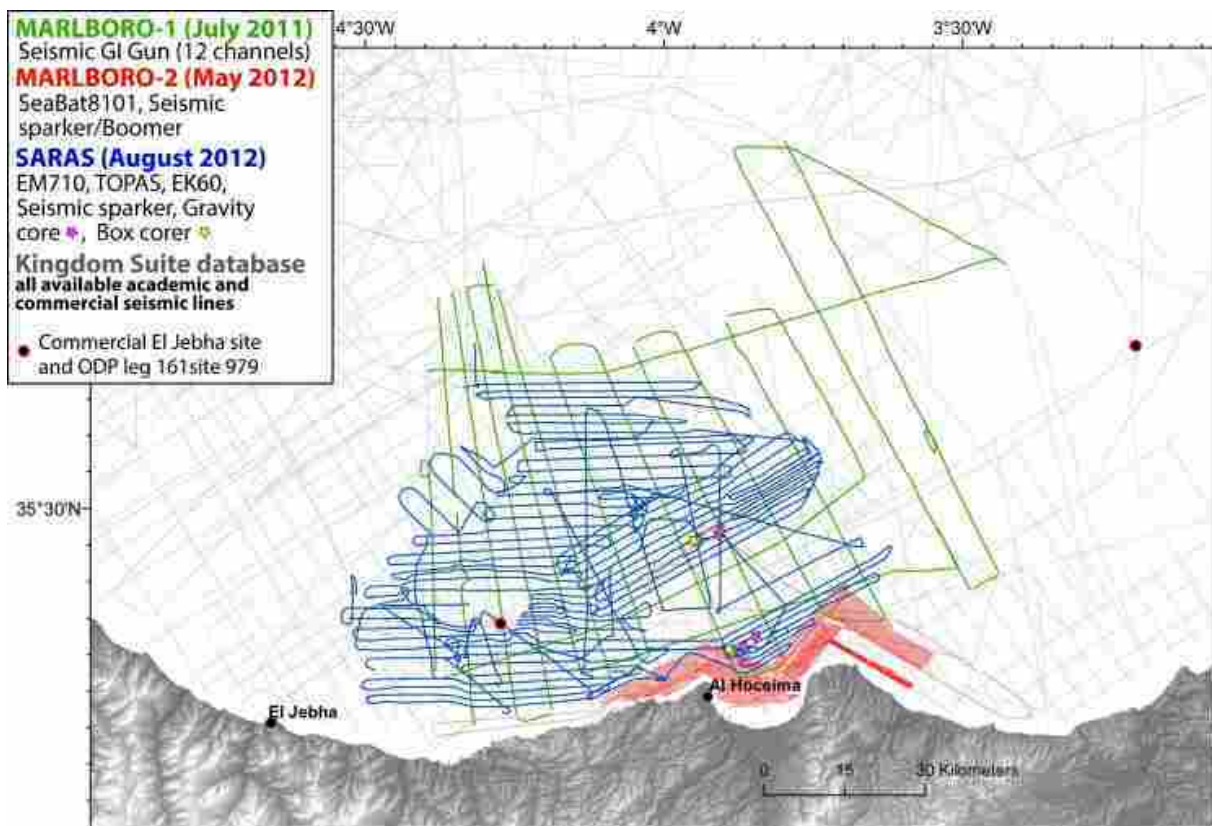 MARLBORO-1 (July 2011)
Seismic GI Gun (12 channels)
MARLBORO-2 (May 2012)
SeaBat8101, Seismic
sparker/Boomer
SARAS (August 2012)
EM710, TOPAS, EK60,
Seismic sparker, Gravity
core , Box corer
Kingdom Suite database
all available academic and
commercial seismic lines
Commercial El Jebha site
and ODP leg 161site 979
4°30'W 4°W 3°30'W
35°30'N
Al Hoceima
El Jebha
0 15 30 Kilometers